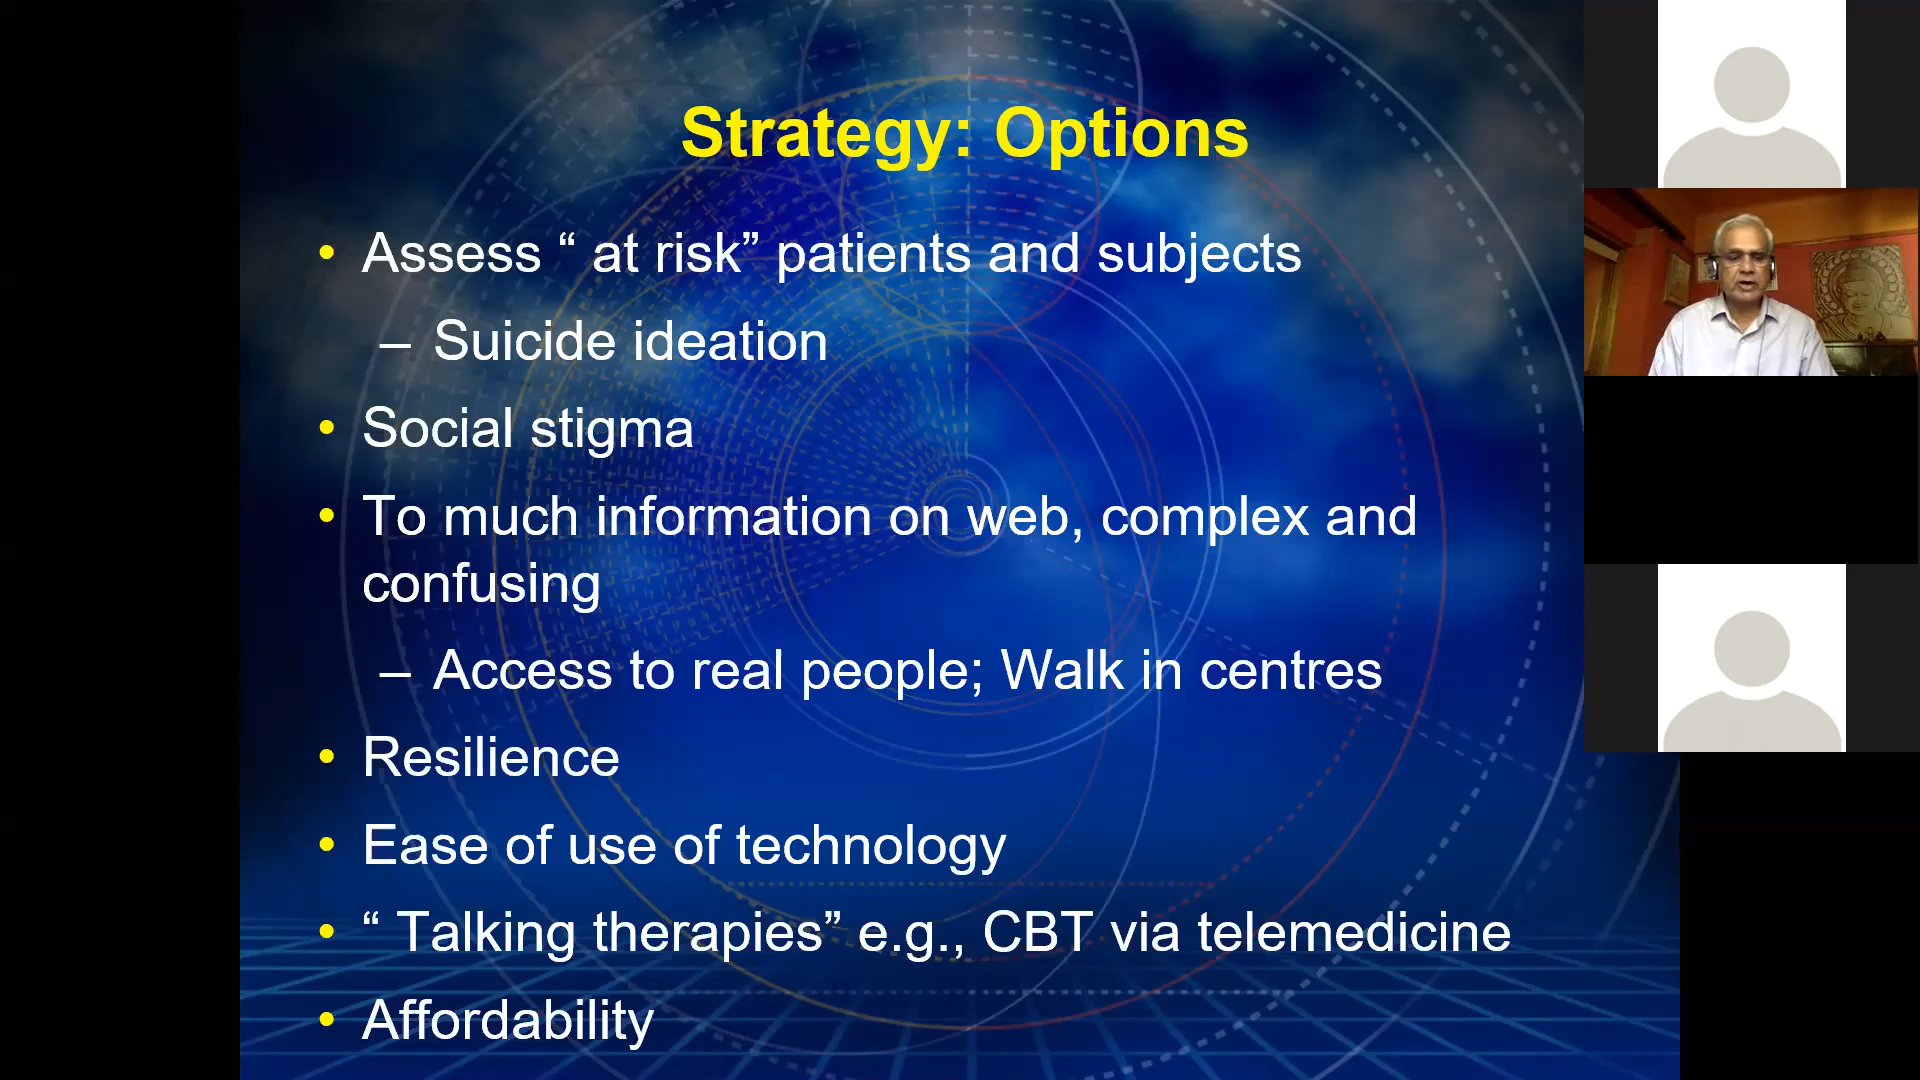 Strategy: Options
• Assess “ at risk” patients and subjects
– Suicide ideation
• Social stigma
• To much information on web, complex and
confusing
– Access to real people; Walk in centres
• Resilience
• Ease of use of technology
• “ Talking therapies” e.g., CBT via telemedicine
• Affordability